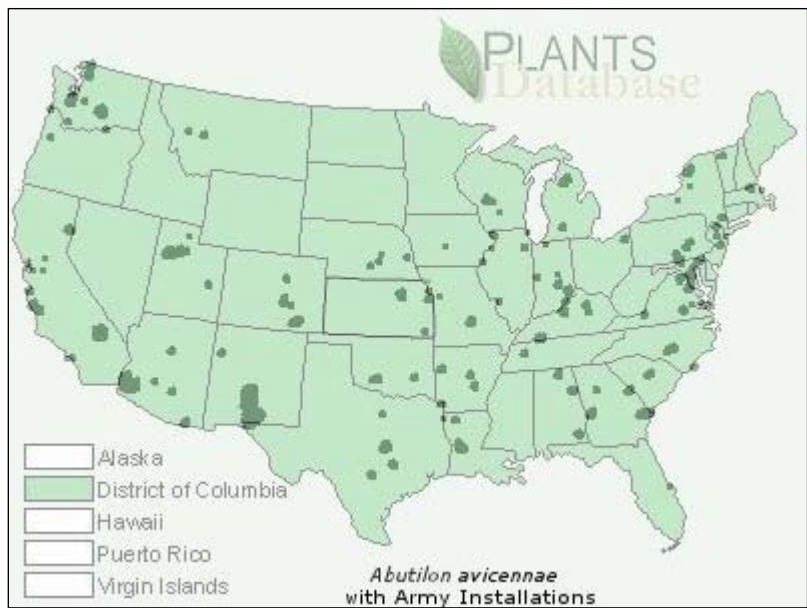 PLANTS
Database
Alaska
District of Columbia
Hawaii
Puerto Rico
Virgin Islands
Abutilon avicennae
with Army Installations